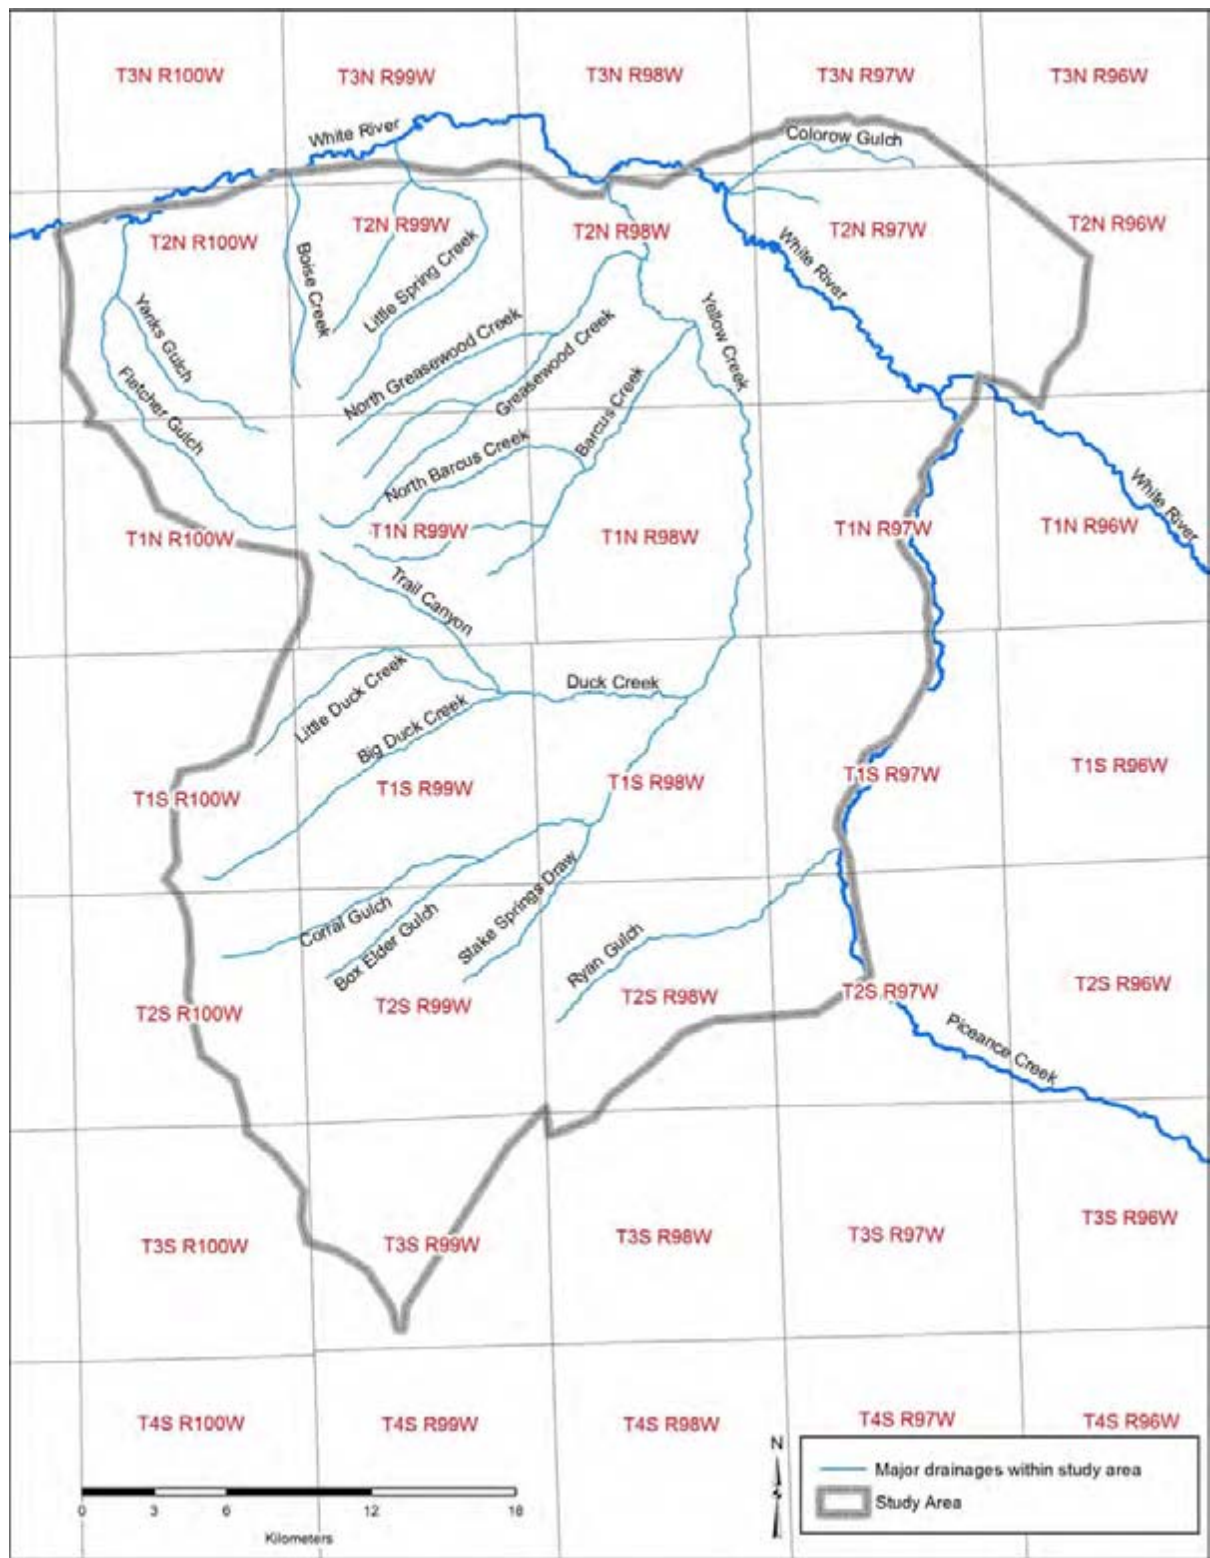 T3N R100W
T3N R99W
T3N R98W
T3N R97W
T3N R96W
White River
Colorow Gulch
T2N R100W
T2N R99W
T2N R98W
T2N R97W
T2N R96W
Boise Creek
Little Spring Creek
White River
Yanks Gulch
Yellow Creek
North Greasewood Creek
Greasewood Creek
Fletcher Gulch
Barcus Creek
North Barcus Creek
White River
T1N R100W
T1N R99W
T1N R98W
T1N R97W
T1N R96W
Trail Canyon
Little Duck Creek
Duck Creek
Big Duck Creek
T1S R100W
T1S R99W
T1S R98W
T1S R97W
T1S R96W
Corral Gulch
Box Elder Gulch
Stake Springs Draw
Ryan Gulch
T2S R100W
T2S R99W
T2S R98W
T2S R97W
T2S R96W
Piceance Creek
T3S R100W
T3S R99W
T3S R98W
T3S R97W
T3S R96W
T4S R100W
T4S R99W
T4S R98W
T4S R97W
T4S R96W
N
0 3 6 12 18
Kilometers
Major drainages within study area
Study Area